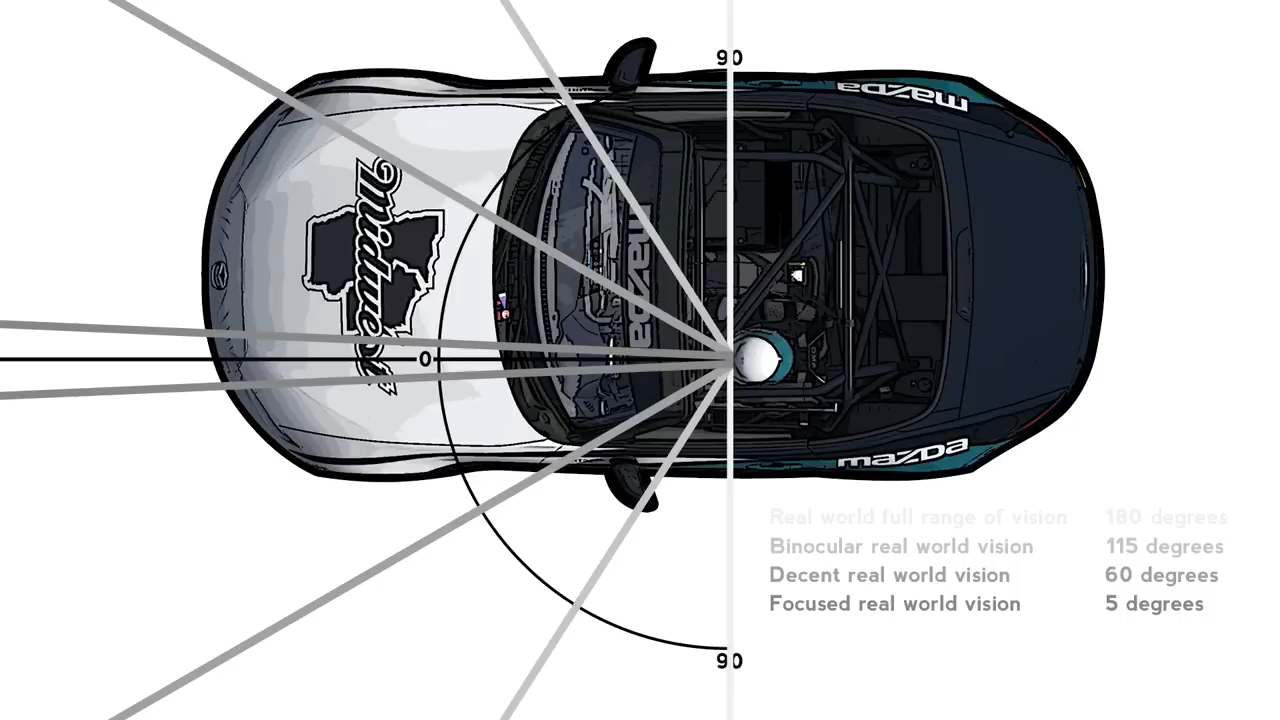 90
mazda
Midwest
mazda
0
mazda
Real world full range of vision 180 degrees
Binocular real world vision 115 degrees
Decent real world vision 60 degrees
Focused real world vision 5 degrees
90